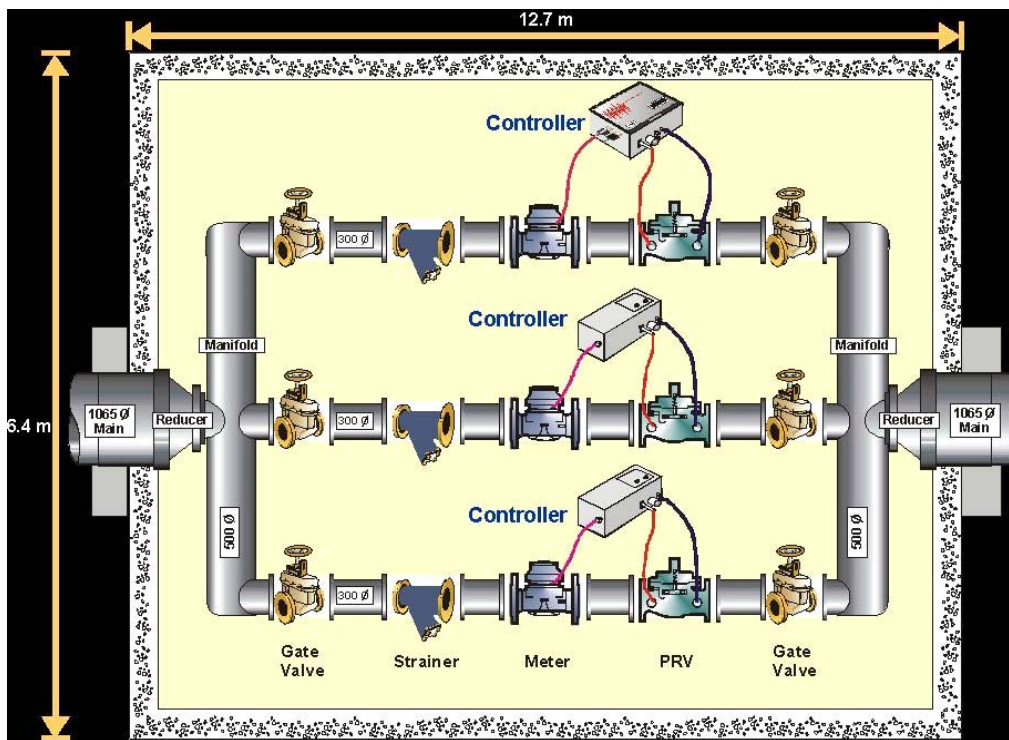 12.7 m
Controller
300 Ø
Controller
Manifold
Manifold
6.4 m
1065 Ø
Main
Reducer
300 Ø
Reducer
1065 Ø
Main
Controller
500 Ø
500 Ø
300 Ø
Gate
Valve
Strainer
Meter
PRV
Gate
Valve